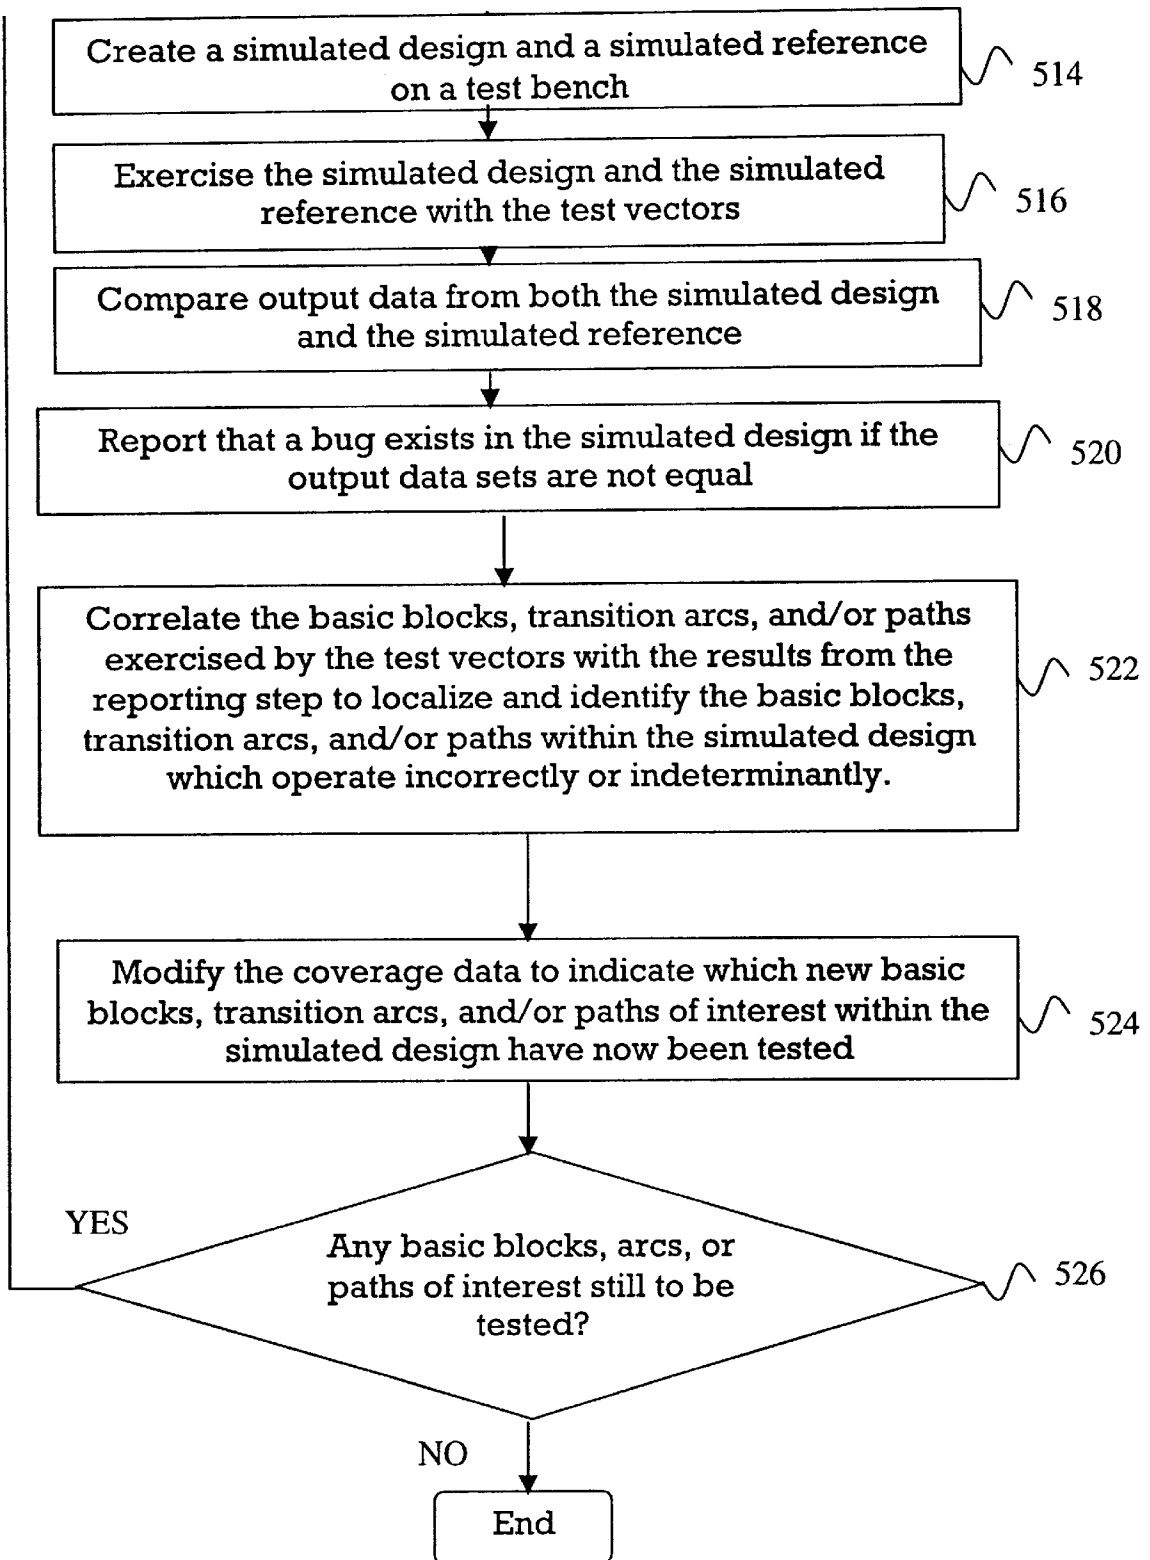 Create a simulated design and a simulated reference
on a test bench
514
Exercise the simulated design and the simulated
reference with the test vectors
516
Compare output data from both the simulated design
and the simulated reference
518
Report that a bug exists in the simulated design if the
output data sets are not equal
520
Correlate the basic blocks, transition arcs, and/or paths
exercised by the test vectors with the results from the
reporting step to localize and identify the basic blocks,
transition arcs, and/or paths within the simulated design
which operate incorrectly or indeterminantly.
522
Modify the coverage data to indicate which new basic
blocks, transition arcs, and/or paths of interest within the
simulated design have now been tested
524
YES
Any basic blocks, arcs, or
paths of interest still to be
tested?
526
NO
End